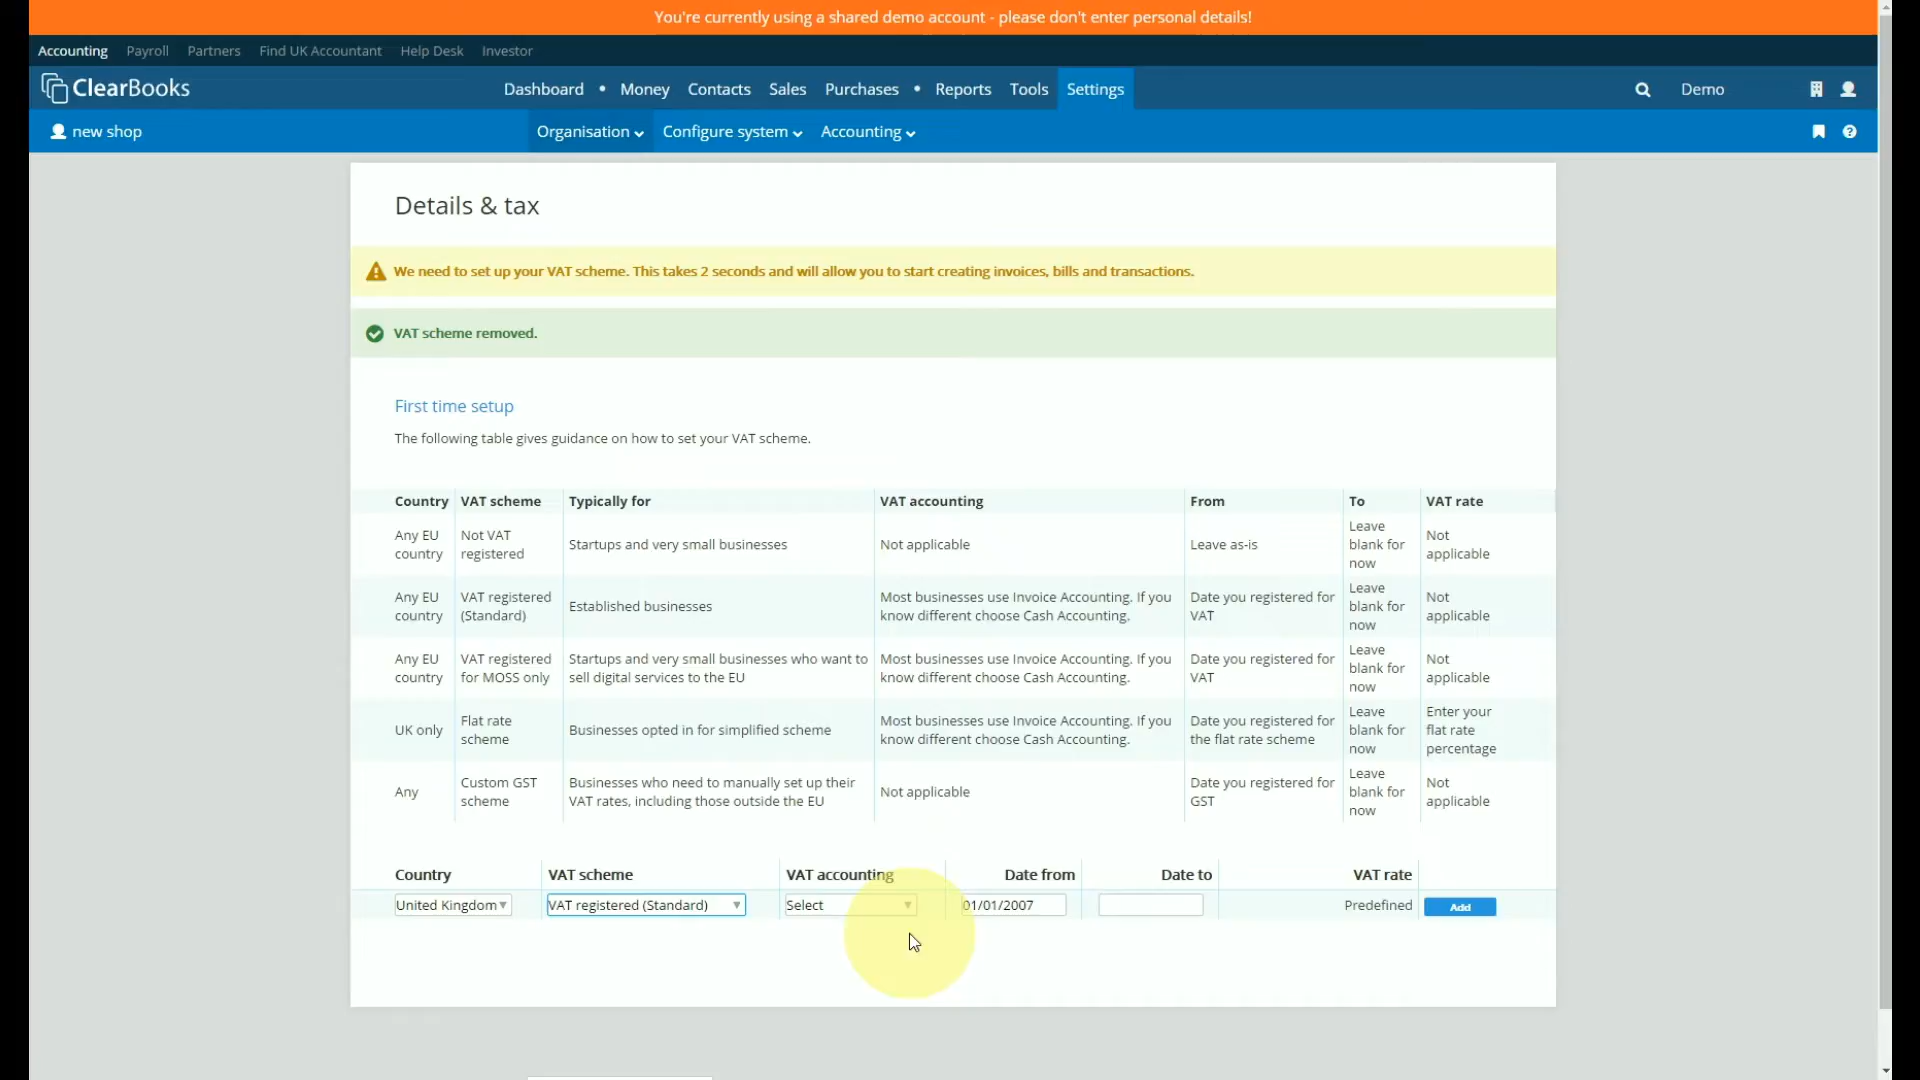 You're currently using a shared demo account - please don't enter personal details!
Accounting Payroll Partners Find UK Accountant Help Desk Investor
ClearBooks Dashboard • Money Contacts Sales Purchases • Reports Tools Settings Demo
new shop Organisation Configure system Accounting
Details & tax
We need to set up your VAT scheme. This takes 2 seconds and will allow you to start creating invoices, bills and transactions.
VAT scheme removed.
First time setup
The following table gives guidance on how to set your VAT scheme.
Country VAT scheme Typically for VAT accounting From To VAT rate
Any EU country Not VAT registered Startups and very small businesses Not applicable Leave as-is Leave blank for now Not applicable
Any EU country VAT registered (Standard) Established businesses Most businesses use Invoice Accounting. If you know different choose Cash Accounting. Date you registered for VAT Leave blank for now Not applicable
Any EU country VAT registered for MOSS only Startups and very small businesses who want to sell digital services to the EU Most businesses use Invoice Accounting. If you know different choose Cash Accounting. Date you registered for VAT Leave blank for now Not applicable
UK only Flat rate scheme Businesses opted in for simplified scheme Most businesses use Invoice Accounting. If you know different choose Cash Accounting. Date you registered for the flat rate scheme Leave blank for now Enter your flat rate percentage
Any Custom GST scheme Businesses who need to manually set up their VAT rates, including those outside the EU Not applicable Date you registered for GST Leave blank for now Not applicable
Country VAT scheme VAT accounting Date from Date to VAT rate
United Kingdom VAT registered (Standard) Select 01/01/2007 Predefined Add